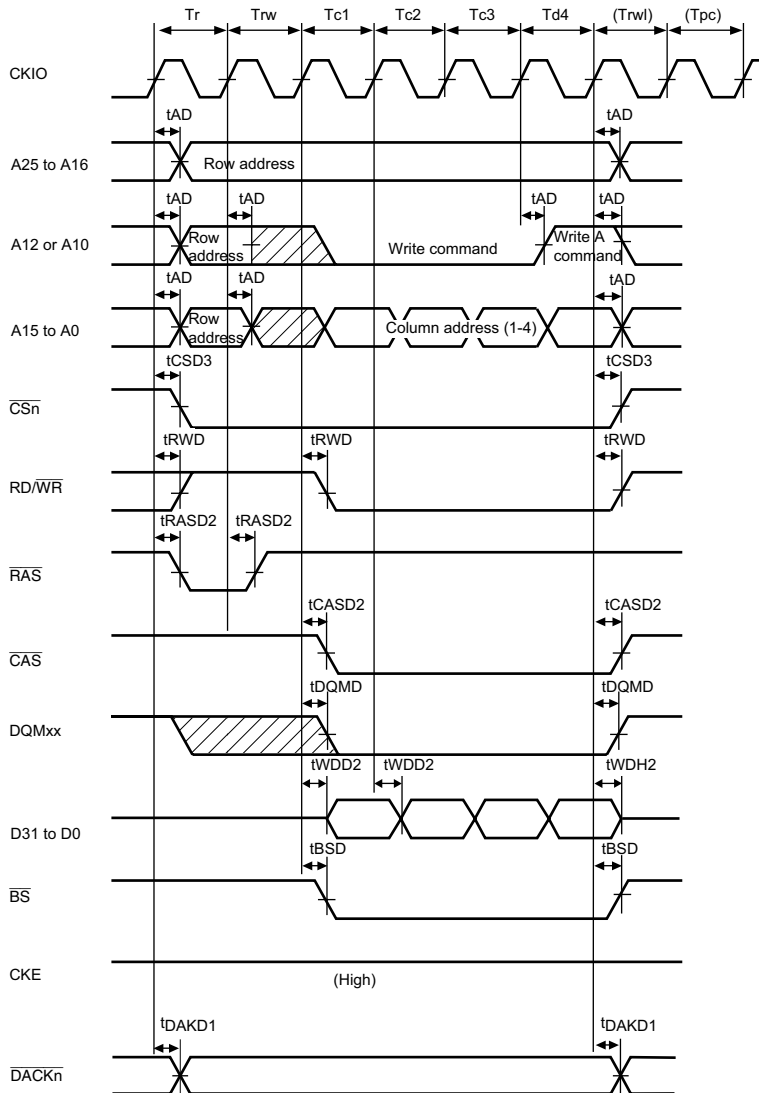 Tr Trw Tc1 Tc2 Tc3 Td4 (Trwl) (Tpc)
CKIO
tAD tAD
A25 to A16 Row address
tAD tAD tAD tAD
A12 or A10 Row address Write command Write A command
tAD tAD tAD
A15 to A0 Row address Column address (1-4)
tCSD3 tCSD3
CSn
tRWD tRWD tRWD
RD/WR
tRASD2 tRASD2
RAS
tCASD2 tCASD2
CAS
tDQMD tDQMD
DQMxx
tWDD2 tWDD2 tWDH2
D31 to D0
tBSD tBSD
BS
CKE
(High)
tDAKD1 tDAKD1
DACKn